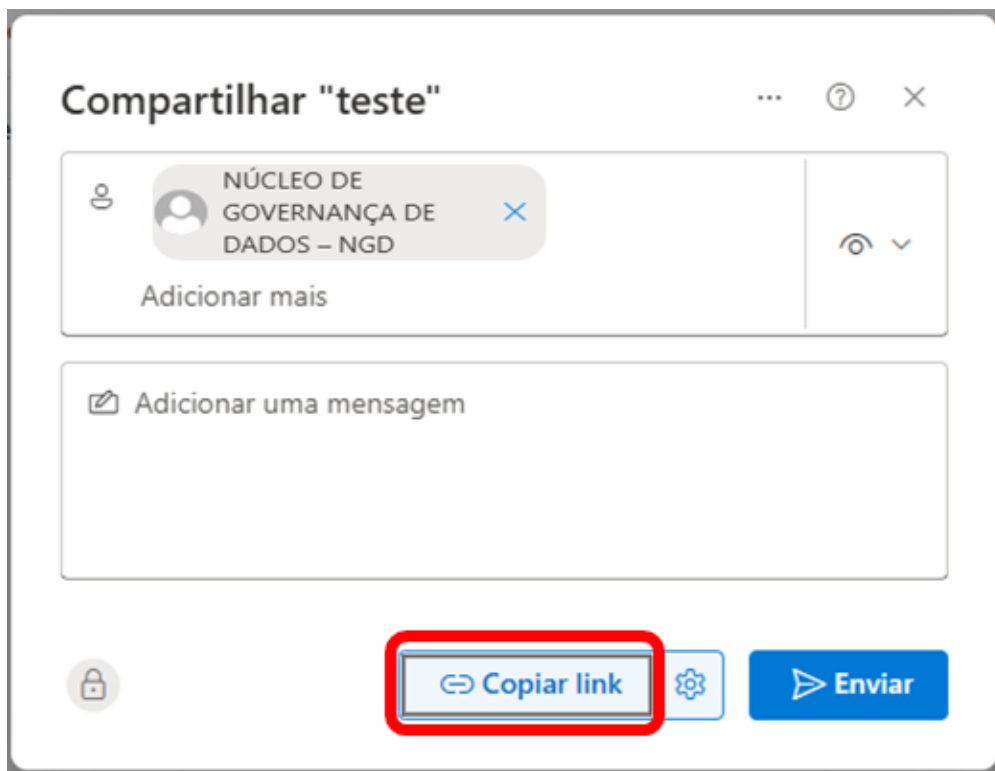 Compartilhar "teste"
NÚCLEO DE
GOVERNANÇA DE
DADOS – NGD
Adicionar mais
Adicionar uma mensagem
Copiar link
Enviar